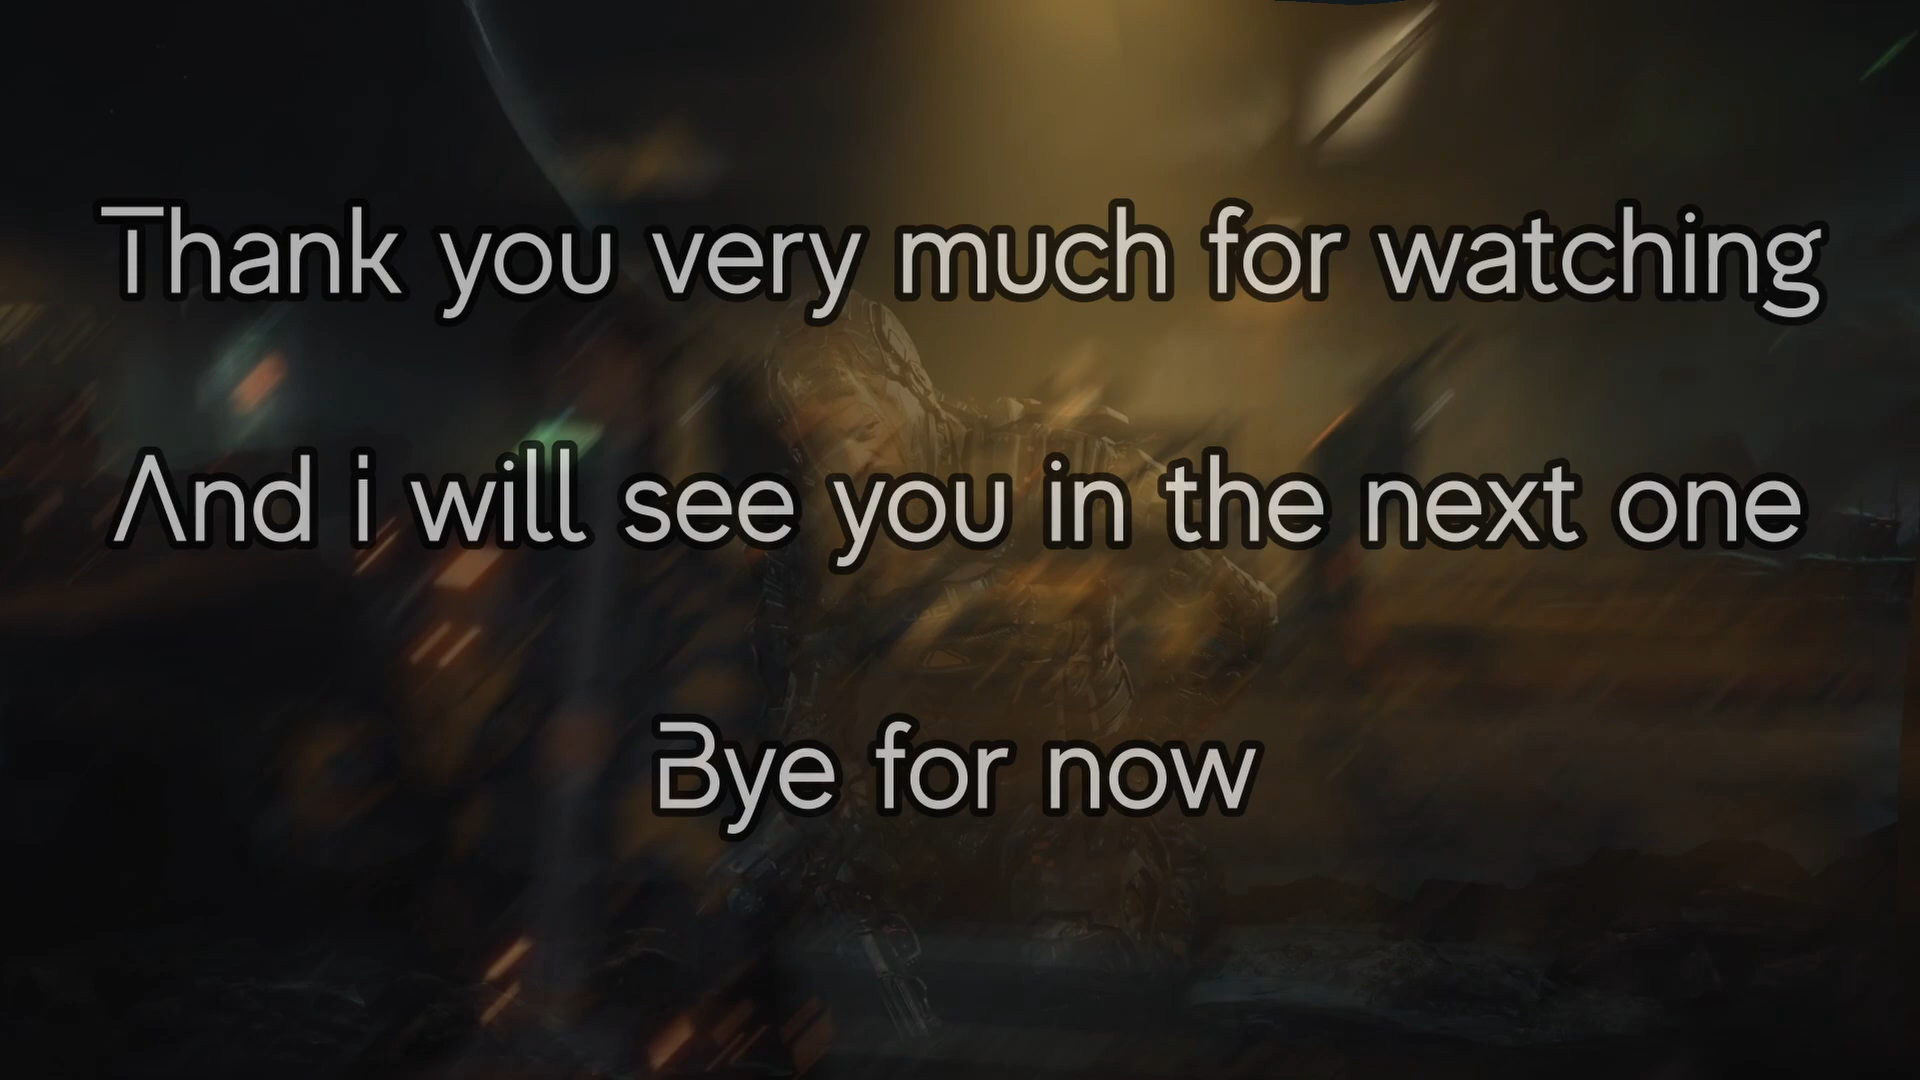 Thank you very much for watching
And i will see you in the next one
Bye for now